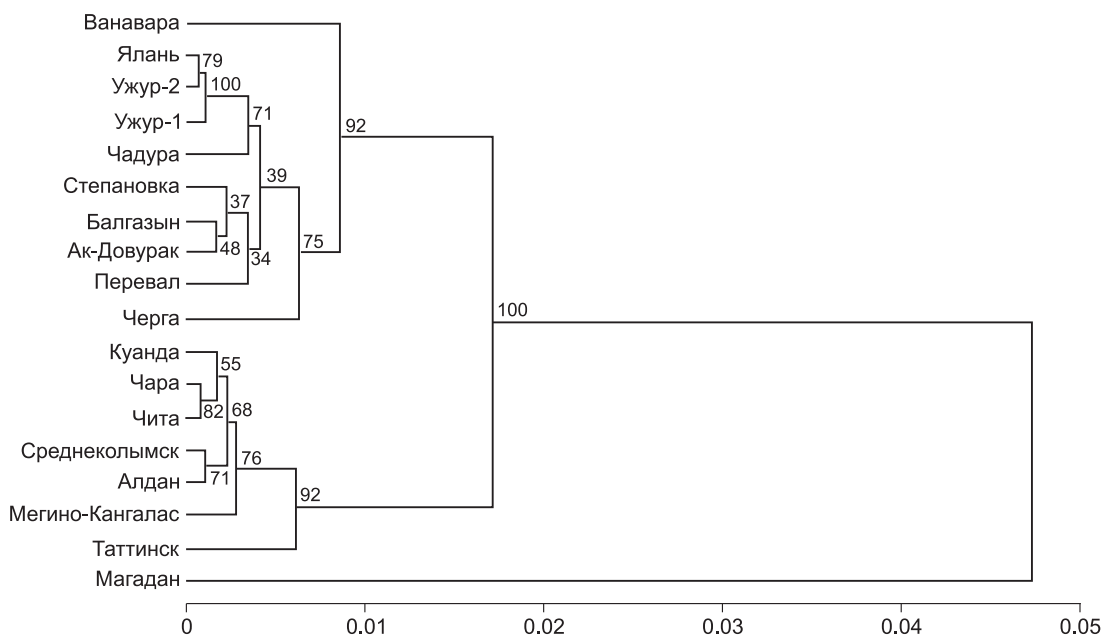 Ванавара
Ялань
79
Ужур-2
100
71
Ужур-1
92
Чадура
39
Степановка
37
Балгазын
75
Ак-Довурак
48
34
Перевал
100
Черга
Куанда
55
Чара
82
68
Чита
Среднеколымск
76
71
Алдан
92
Мегино-Кангалас
Таттинск
Магадан
0 0.01 0.02 0.03 0.04 0.05